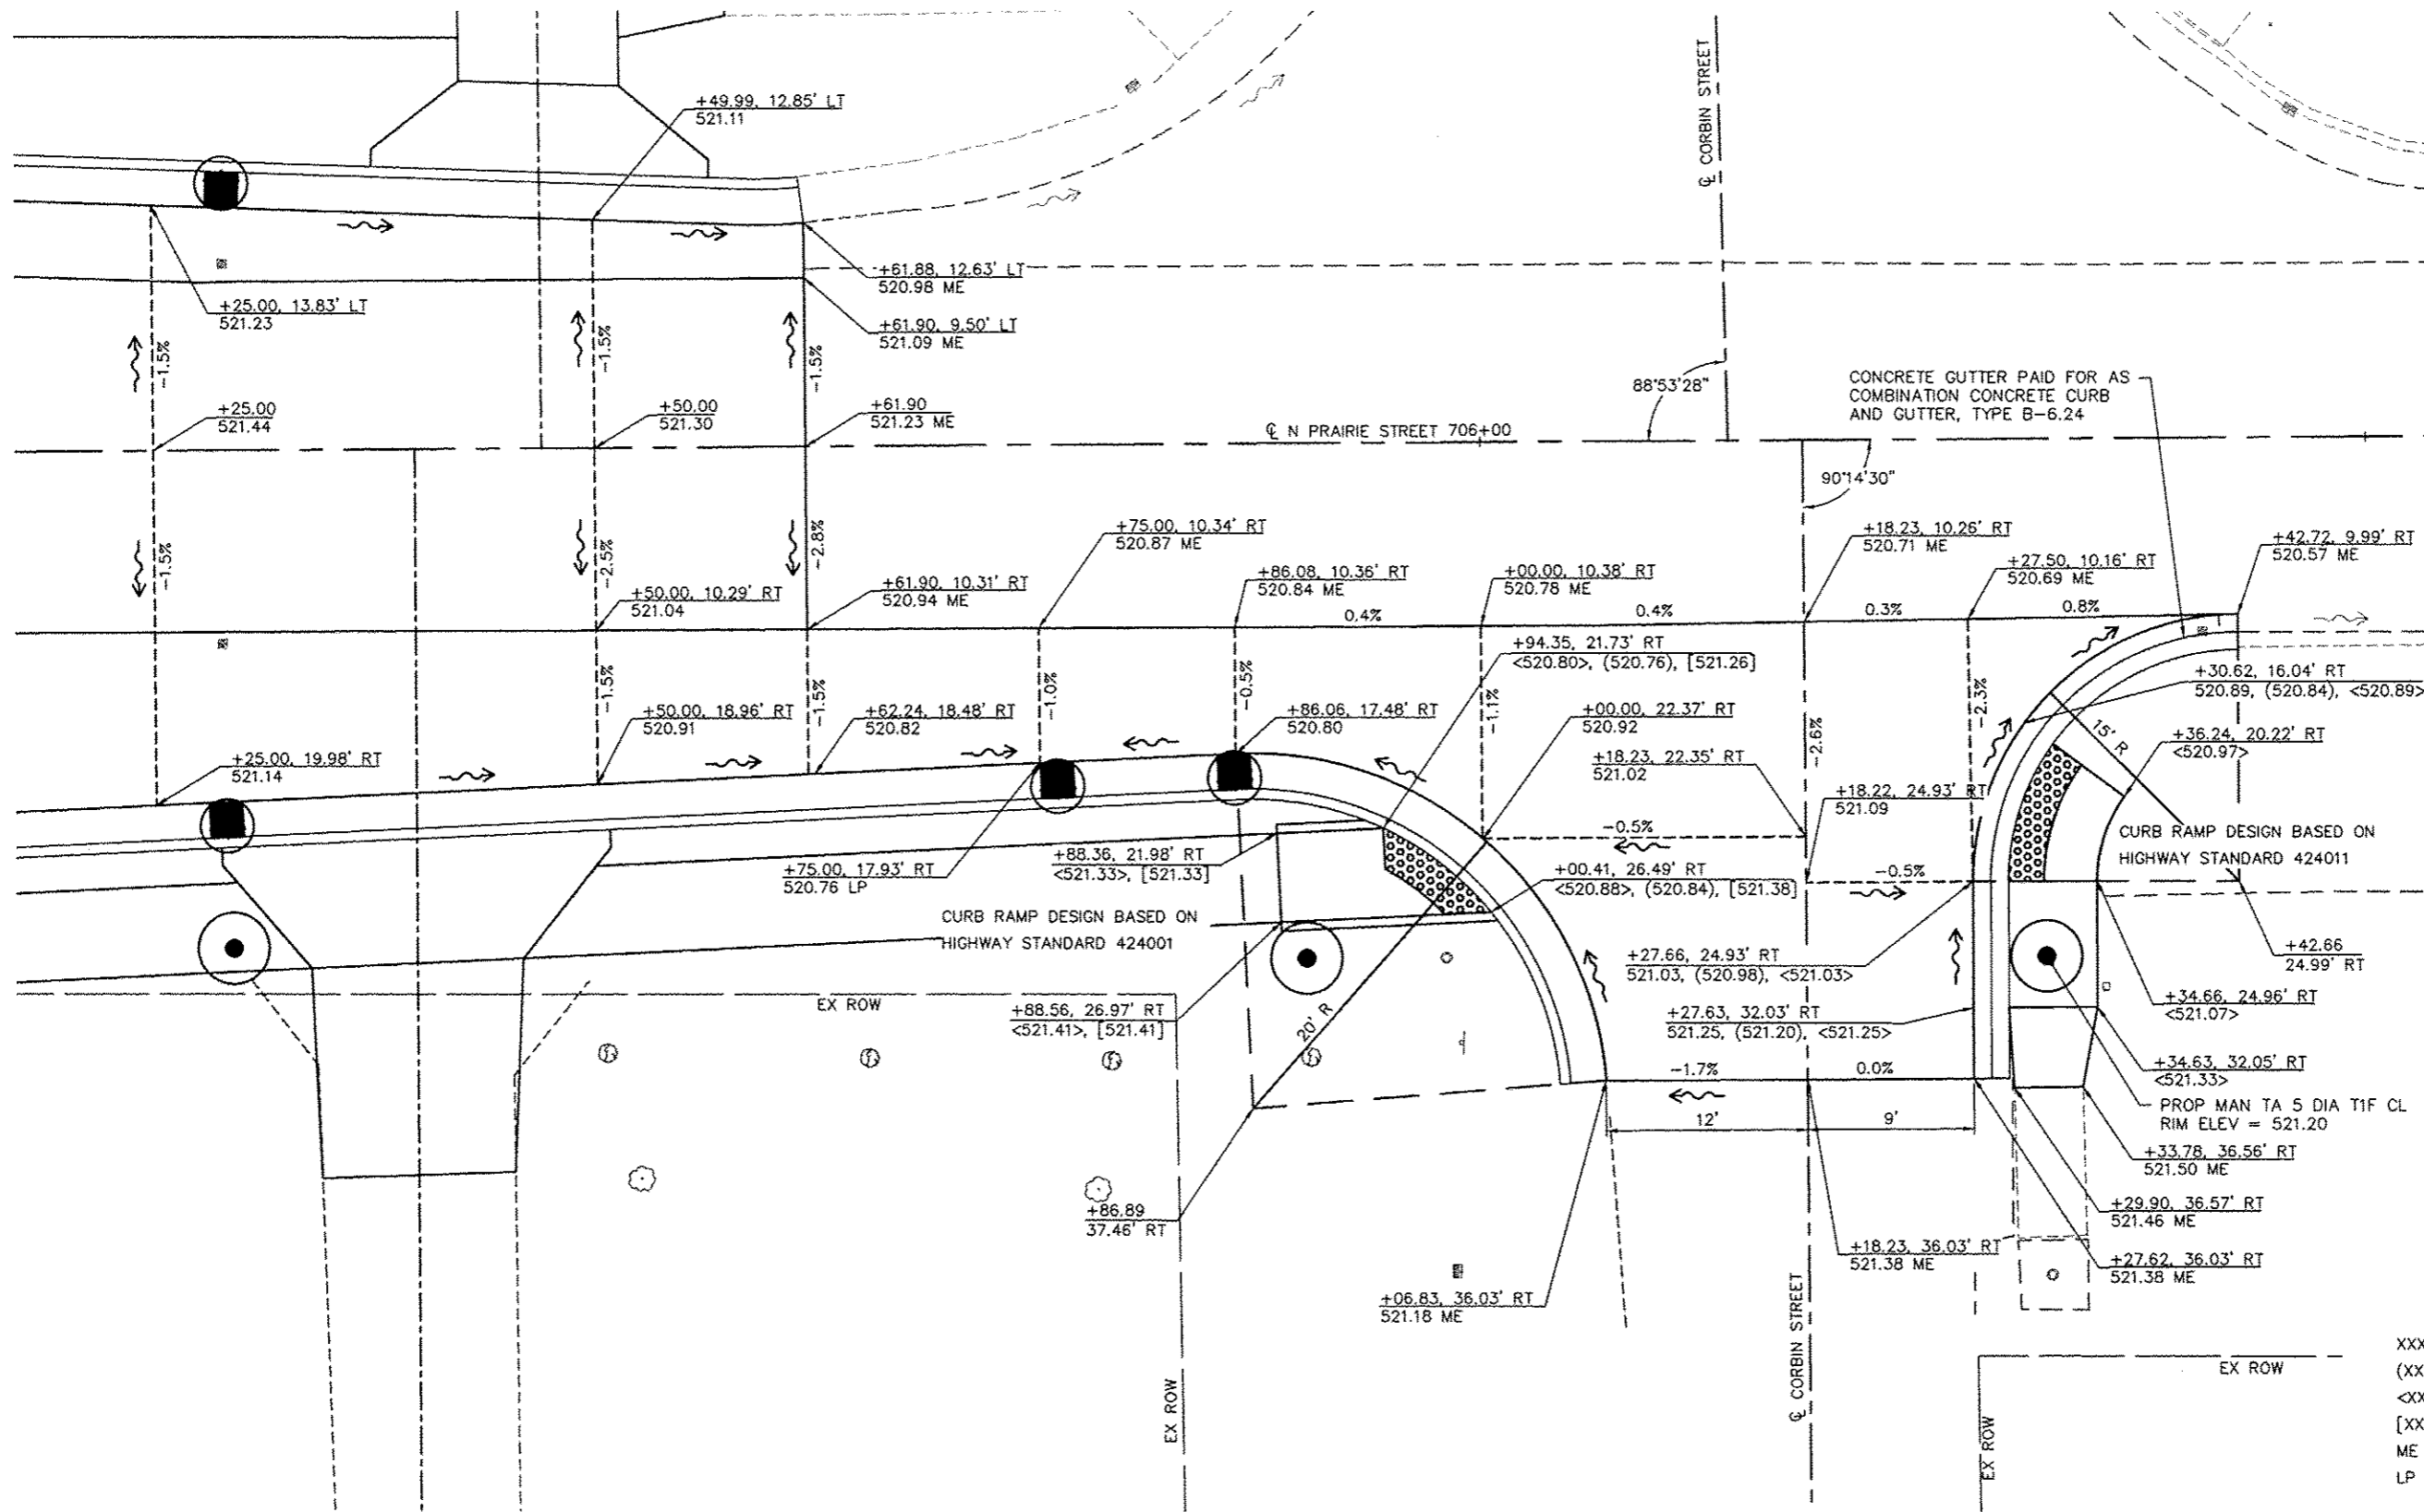 +49.99, 12.85' LT
521.11
℄ CORBIN STREET
+61.88, 12.63' LT
520.98 ME
+25.00, 13.83' LT
521.23
+61.90, 9.50' LT
521.09 ME
-1.5%
-1.5%
-1.5%
88°53'28"
CONCRETE GUTTER PAID FOR AS
COMBINATION CONCRETE CURB
AND GUTTER, TYPE B-6.24
+25.00
521.44
+50.00
521.30
+61.90
521.23 ME
℄ N PRAIRIE STREET 706+00
90°14'30"
-1.5%
-2.5%
-2.8%
+75.00, 10.34' RT
520.87 ME
+18.23, 10.26' RT
520.71 ME
+42.72, 9.99' RT
520.57 ME
+50.00, 10.29' RT
521.04
+61.90, 10.31' RT
520.94 ME
+86.08, 10.36' RT
520.84 ME
+00.00, 10.38' RT
520.78 ME
+27.50, 10.16' RT
520.69 ME
0.4%
0.4%
0.3%
0.8%
+94.35, 21.73' RT
<520.80>, (520.76), [521.26]
-1.5%
-1.5%
-1.0%
-0.5%
-1.1%
-2.6%
-2.3%
+30.62, 16.04' RT
520.89, (520.84), <520.89>
+50.00, 18.96' RT
520.91
+62.24, 18.48' RT
520.82
+86.06, 17.48' RT
520.80
+00.00, 22.37' RT
520.92
15' R
+36.24, 20.22' RT
<520.97>
+25.00, 19.98' RT
521.14
+18.23, 22.35' RT
521.02
+18.22, 24.93' RT
521.09
-0.5%
CURB RAMP DESIGN BASED ON
HIGHWAY STANDARD 424011
+75.00, 17.93' RT
520.76 LP
+88.36, 21.98' RT
<521.33>, [521.33]
+00.41, 26.49' RT
<520.88>, (520.84), [521.38]
-0.5%
CURB RAMP DESIGN BASED ON
HIGHWAY STANDARD 424001
+27.66, 24.93' RT
521.03, (520.98), <521.03>
+42.66
24.99' RT
EX ROW
+88.56, 26.97' RT
<521.41>, [521.41]
20' R
+27.63, 32.03' RT
521.25, (521.20), <521.25>
+34.66, 24.96' RT
<521.07>
+34.63, 32.05' RT
<521.33>
-1.7%
0.0%
PROP MAN TA 5 DIA T1F CL
RIM ELEV = 521.20
12'
9'
+33.78, 36.56' RT
521.50 ME
+86.89
37.46' RT
+29.90, 36.57' RT
521.46 ME
+18.23, 36.03' RT
521.38 ME
+27.62, 36.03' RT
521.38 ME
+06.83, 36.03' RT
521.18 ME
℄ CORBIN STREET
EX ROW
EX ROW
EX ROW
XXX
(XX
<XX
[XX
ME
LP